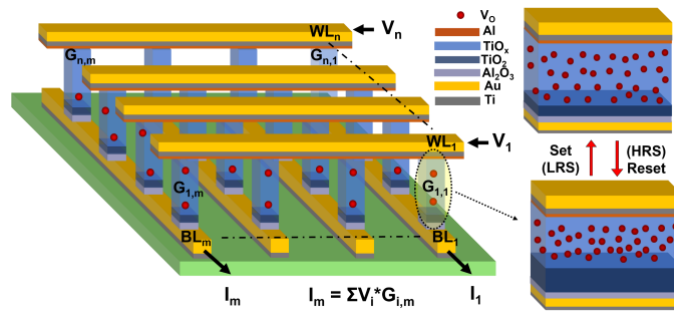 WLₙ
Vₙ
Gₙ,ₘ
Gₙ,₁
WL₁
V₁
G₁,ₘ
G₁,₁
BLₘ
BL₁
Iₘ
Iₘ = ΣVᵢ*Gᵢ,ₘ
I₁
V₀
Al
TiOₓ
TiO₂
Al₂O₃
Au
Ti
Set
(LRS)
(HRS)
Reset